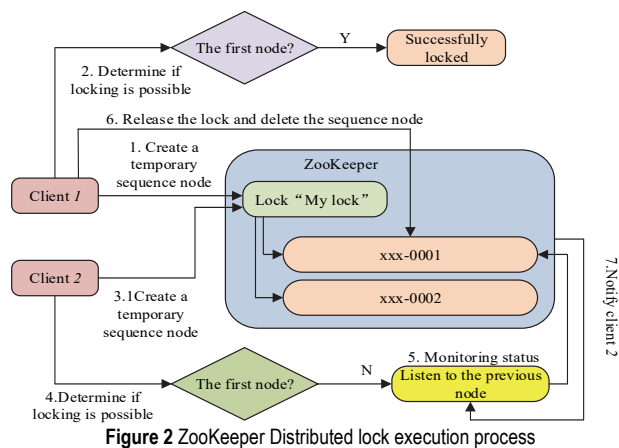 The first node?
Y
Successfully
locked
2. Determine if
locking is possible
6. Release the lock and delete the sequence node
1. Create a
temporary
sequence node
ZooKeeper
Client 1
Lock “My lock”
xxx-0001
Client 2
3.1Create a
temporary
sequence node
xxx-0002
7.Notify client 2
The first node?
N
5. Monitoring status
Listen to the previous
node
4.Determine if
locking is possible
Figure 2 ZooKeeper Distributed lock execution process